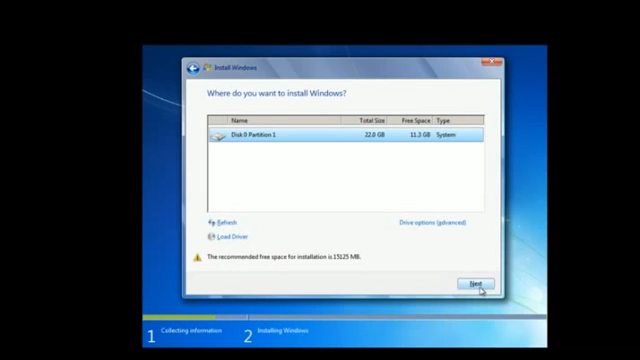 Install Windows
Where do you want to install Windows?
Name Total Size Free Space Type
Disk 0 Partition 1 22.0 GB 11.3 GB System
Refresh Drive options (advanced)
Load Driver
The recommended free space for installation is 15125 MB.
Next
1 Collecting information 2 Installing Windows